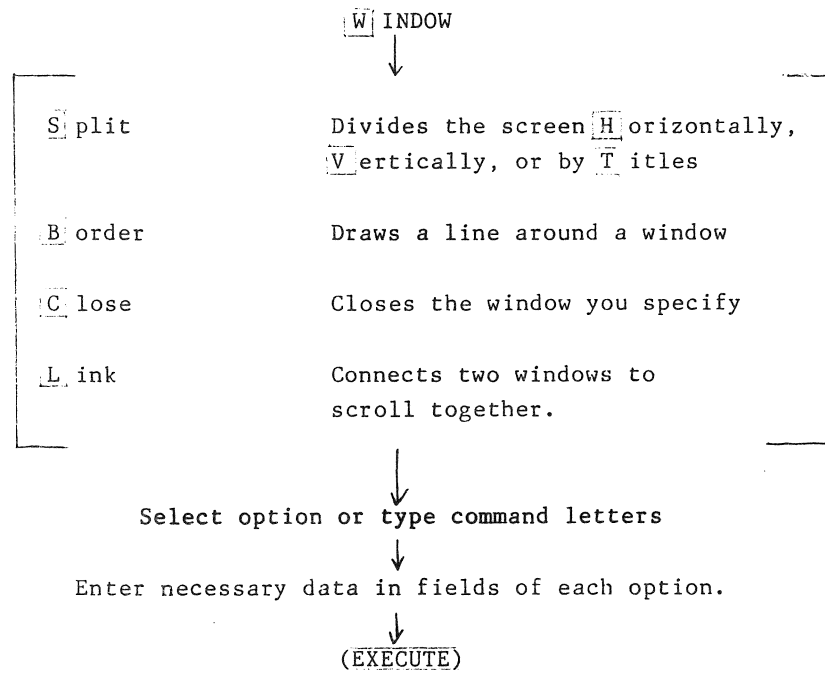 WINDOW
Split Divides the screen Horizontally,
Vertically, or by Titles
Border Draws a line around a window
Close Closes the window you specify
Link Connects two windows to
scroll together.
Select option or type command letters
Enter necessary data in fields of each option.
(EXECUTE)